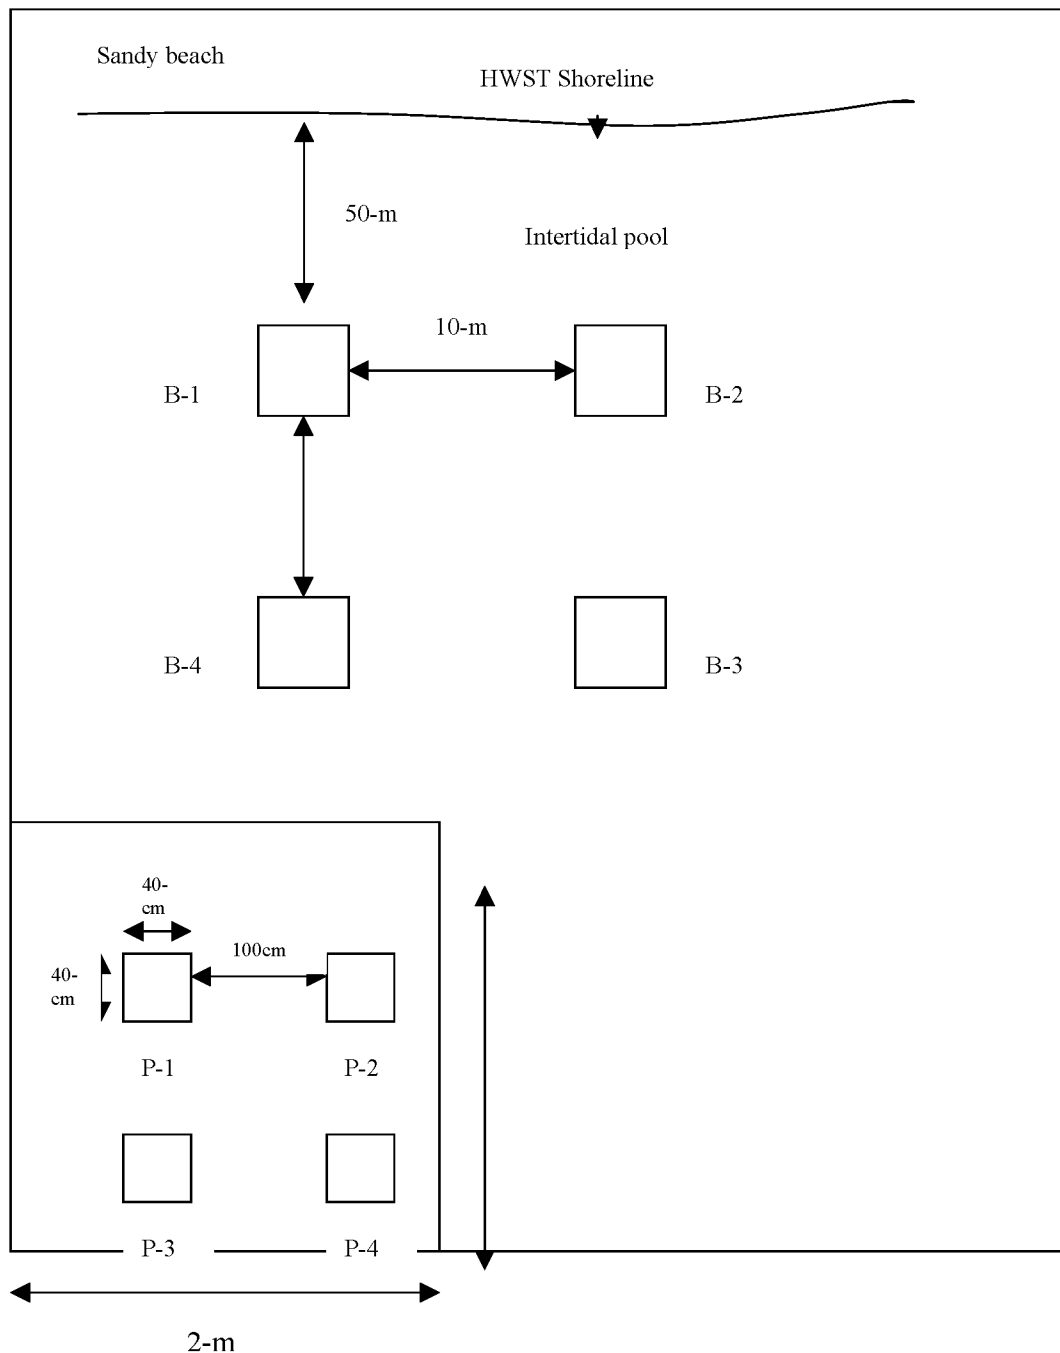 Sandy beach
HWST Shoreline
50-m
Intertidal pool
10-m
B-1
B-2
B-4
B-3
40-
cm
100cm
40-
cm
P-1
P-2
P-3
P-4
2-m